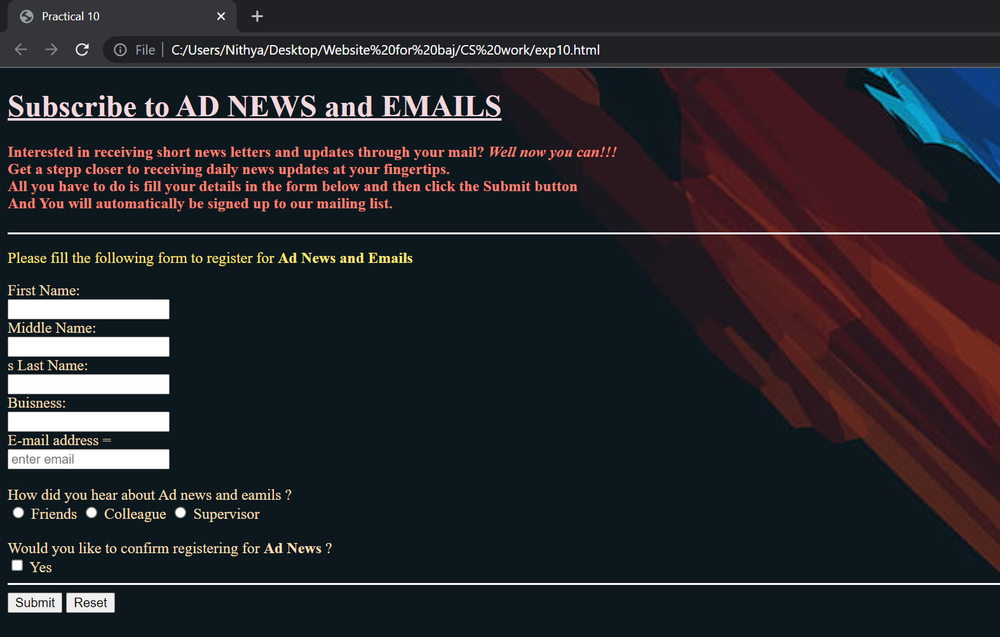 Practical 10
File C:/Users/Nithya/Desktop/Website%20for%20baj/CS%20work/exp10.html
Subscribe to AD NEWS and EMAILS
Interested in receiving short news letters and updates through your mail? Well now you can!!!
Get a stepp closer to receiving daily news updates at your fingertips.
All you have to do is fill your details in the form below and then click the Submit button
And You will automatically be signed up to our mailing list.
Please fill the following form to register for Ad News and Emails
First Name:
Middle Name:
s Last Name:
Buisness:
E-mail address =
enter email
How did you hear about Ad news and eamils ?
Friends Colleague Supervisor
Would you like to confirm registering for Ad News ?
Yes
Submit Reset